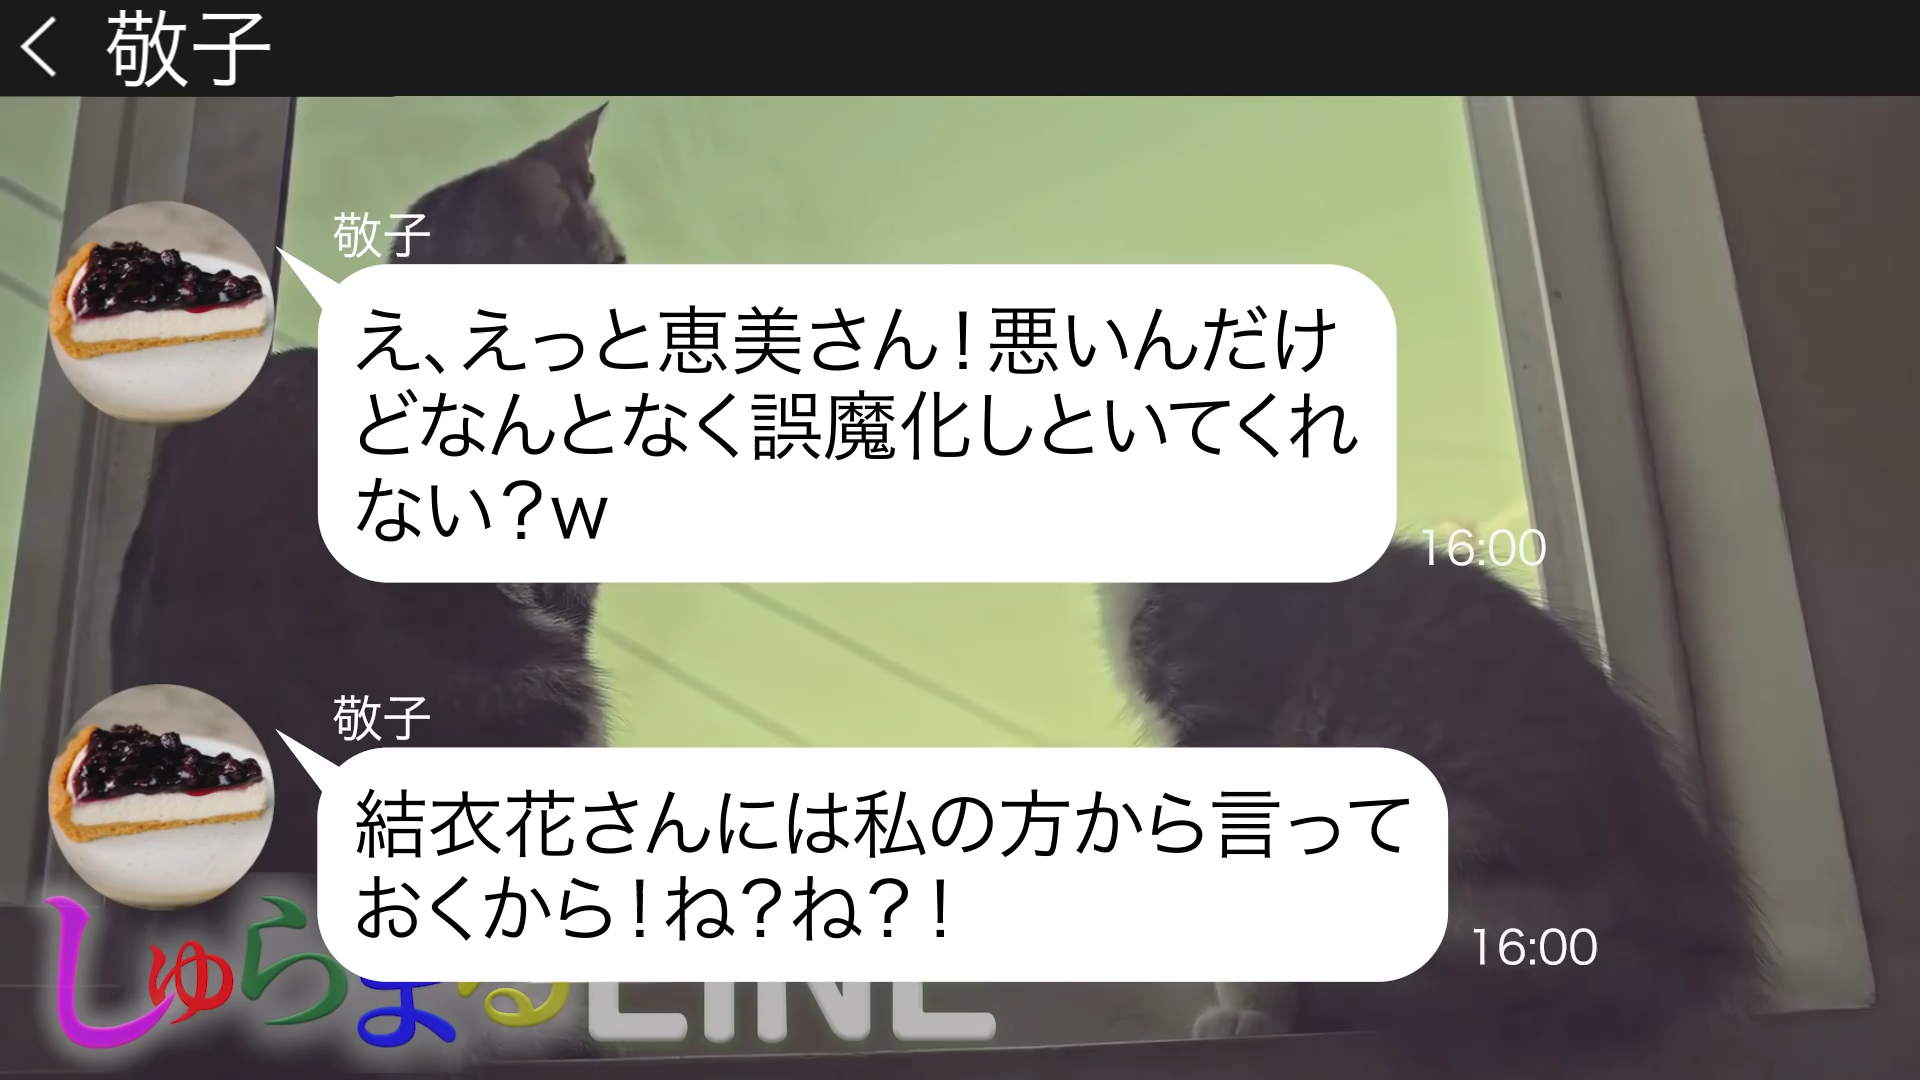 敬子
敬子
え、えっと恵美さん！悪いんだけ
どなんとなく誤魔化しといてくれ
ない？w
16:00
敬子
結衣花さんには私の方から言って
おくから！ね？ね？！
16:00
しゅらまるLINE